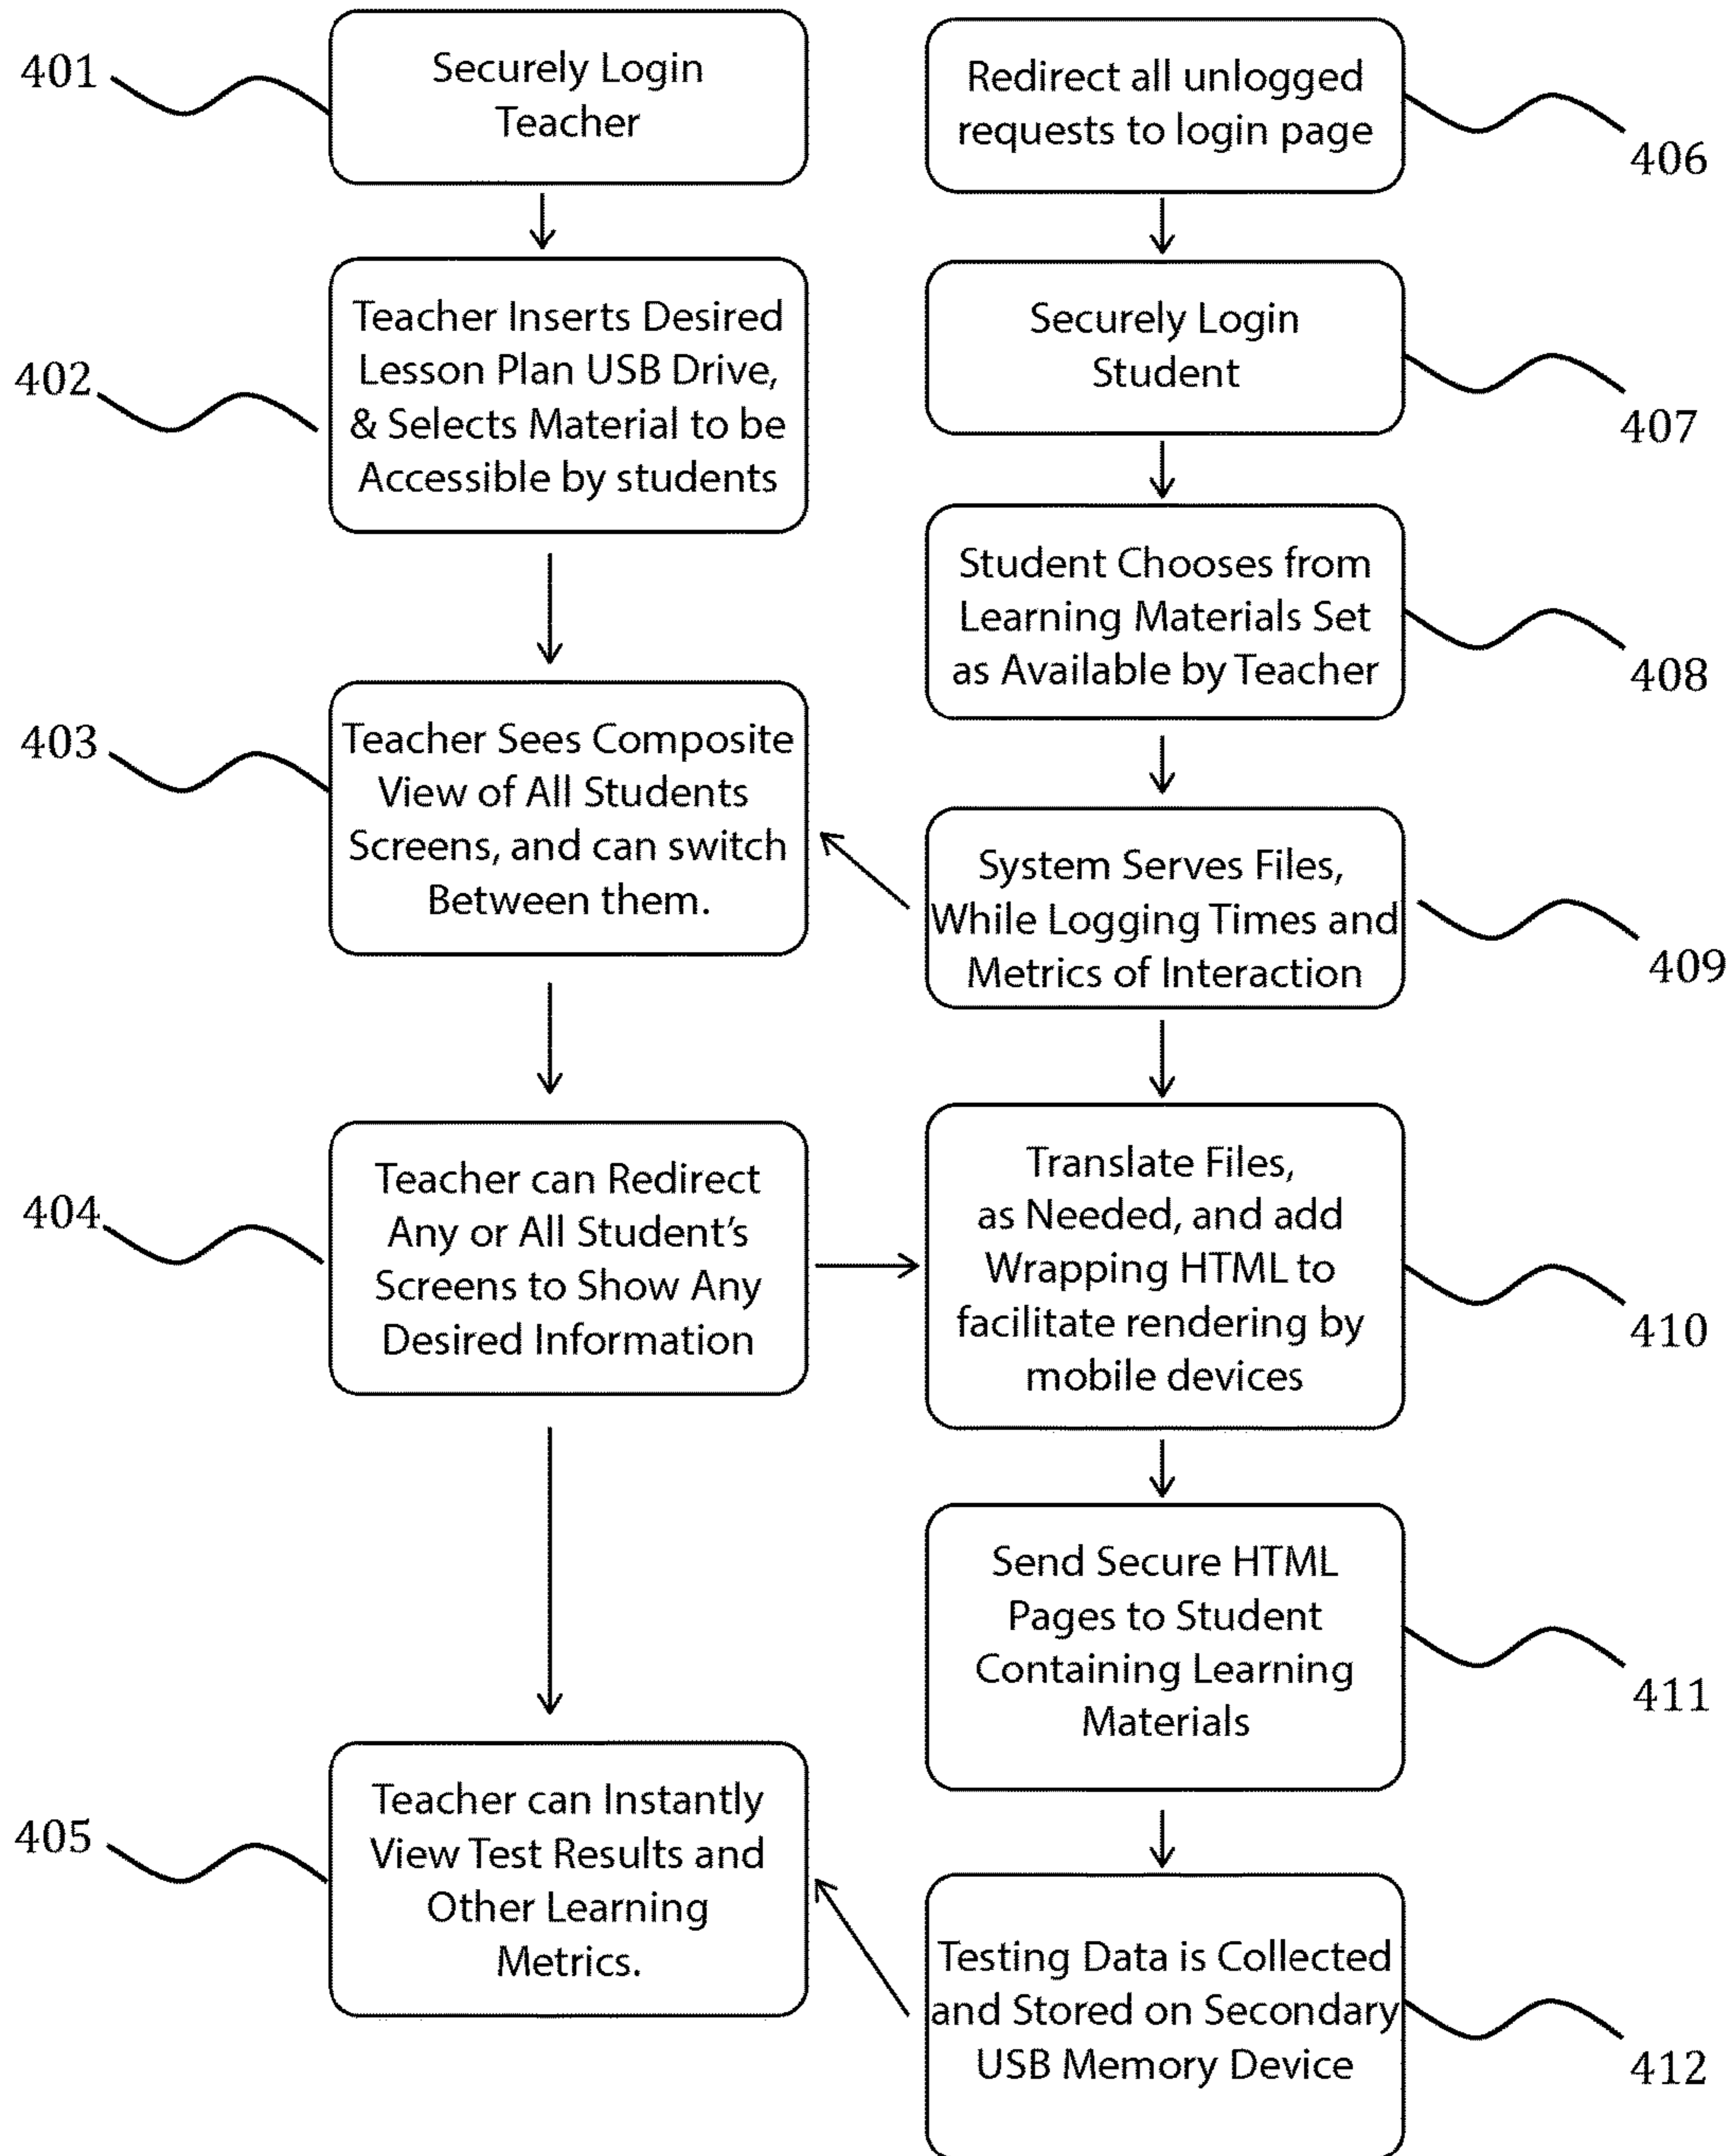 401
Securely Login
Teacher
402
Teacher Inserts Desired
Lesson Plan USB Drive,
& Selects Material to be
Accessible by students
403
Teacher Sees Composite
View of All Students
Screens, and can switch
Between them.
404
Teacher can Redirect
Any or All Student’s
Screens to Show Any
Desired Information
405
Teacher can Instantly
View Test Results and
Other Learning
Metrics.
Redirect all unlogged
requests to login page
406
Securely Login
Student
407
Student Chooses from
Learning Materials Set
as Available by Teacher
408
System Serves Files,
While Logging Times and
Metrics of Interaction
409
Translate Files,
as Needed, and add
Wrapping HTML to
facilitate rendering by
mobile devices
410
Send Secure HTML
Pages to Student
Containing Learning
Materials
411
Testing Data is Collected
and Stored on Secondary
USB Memory Device
412